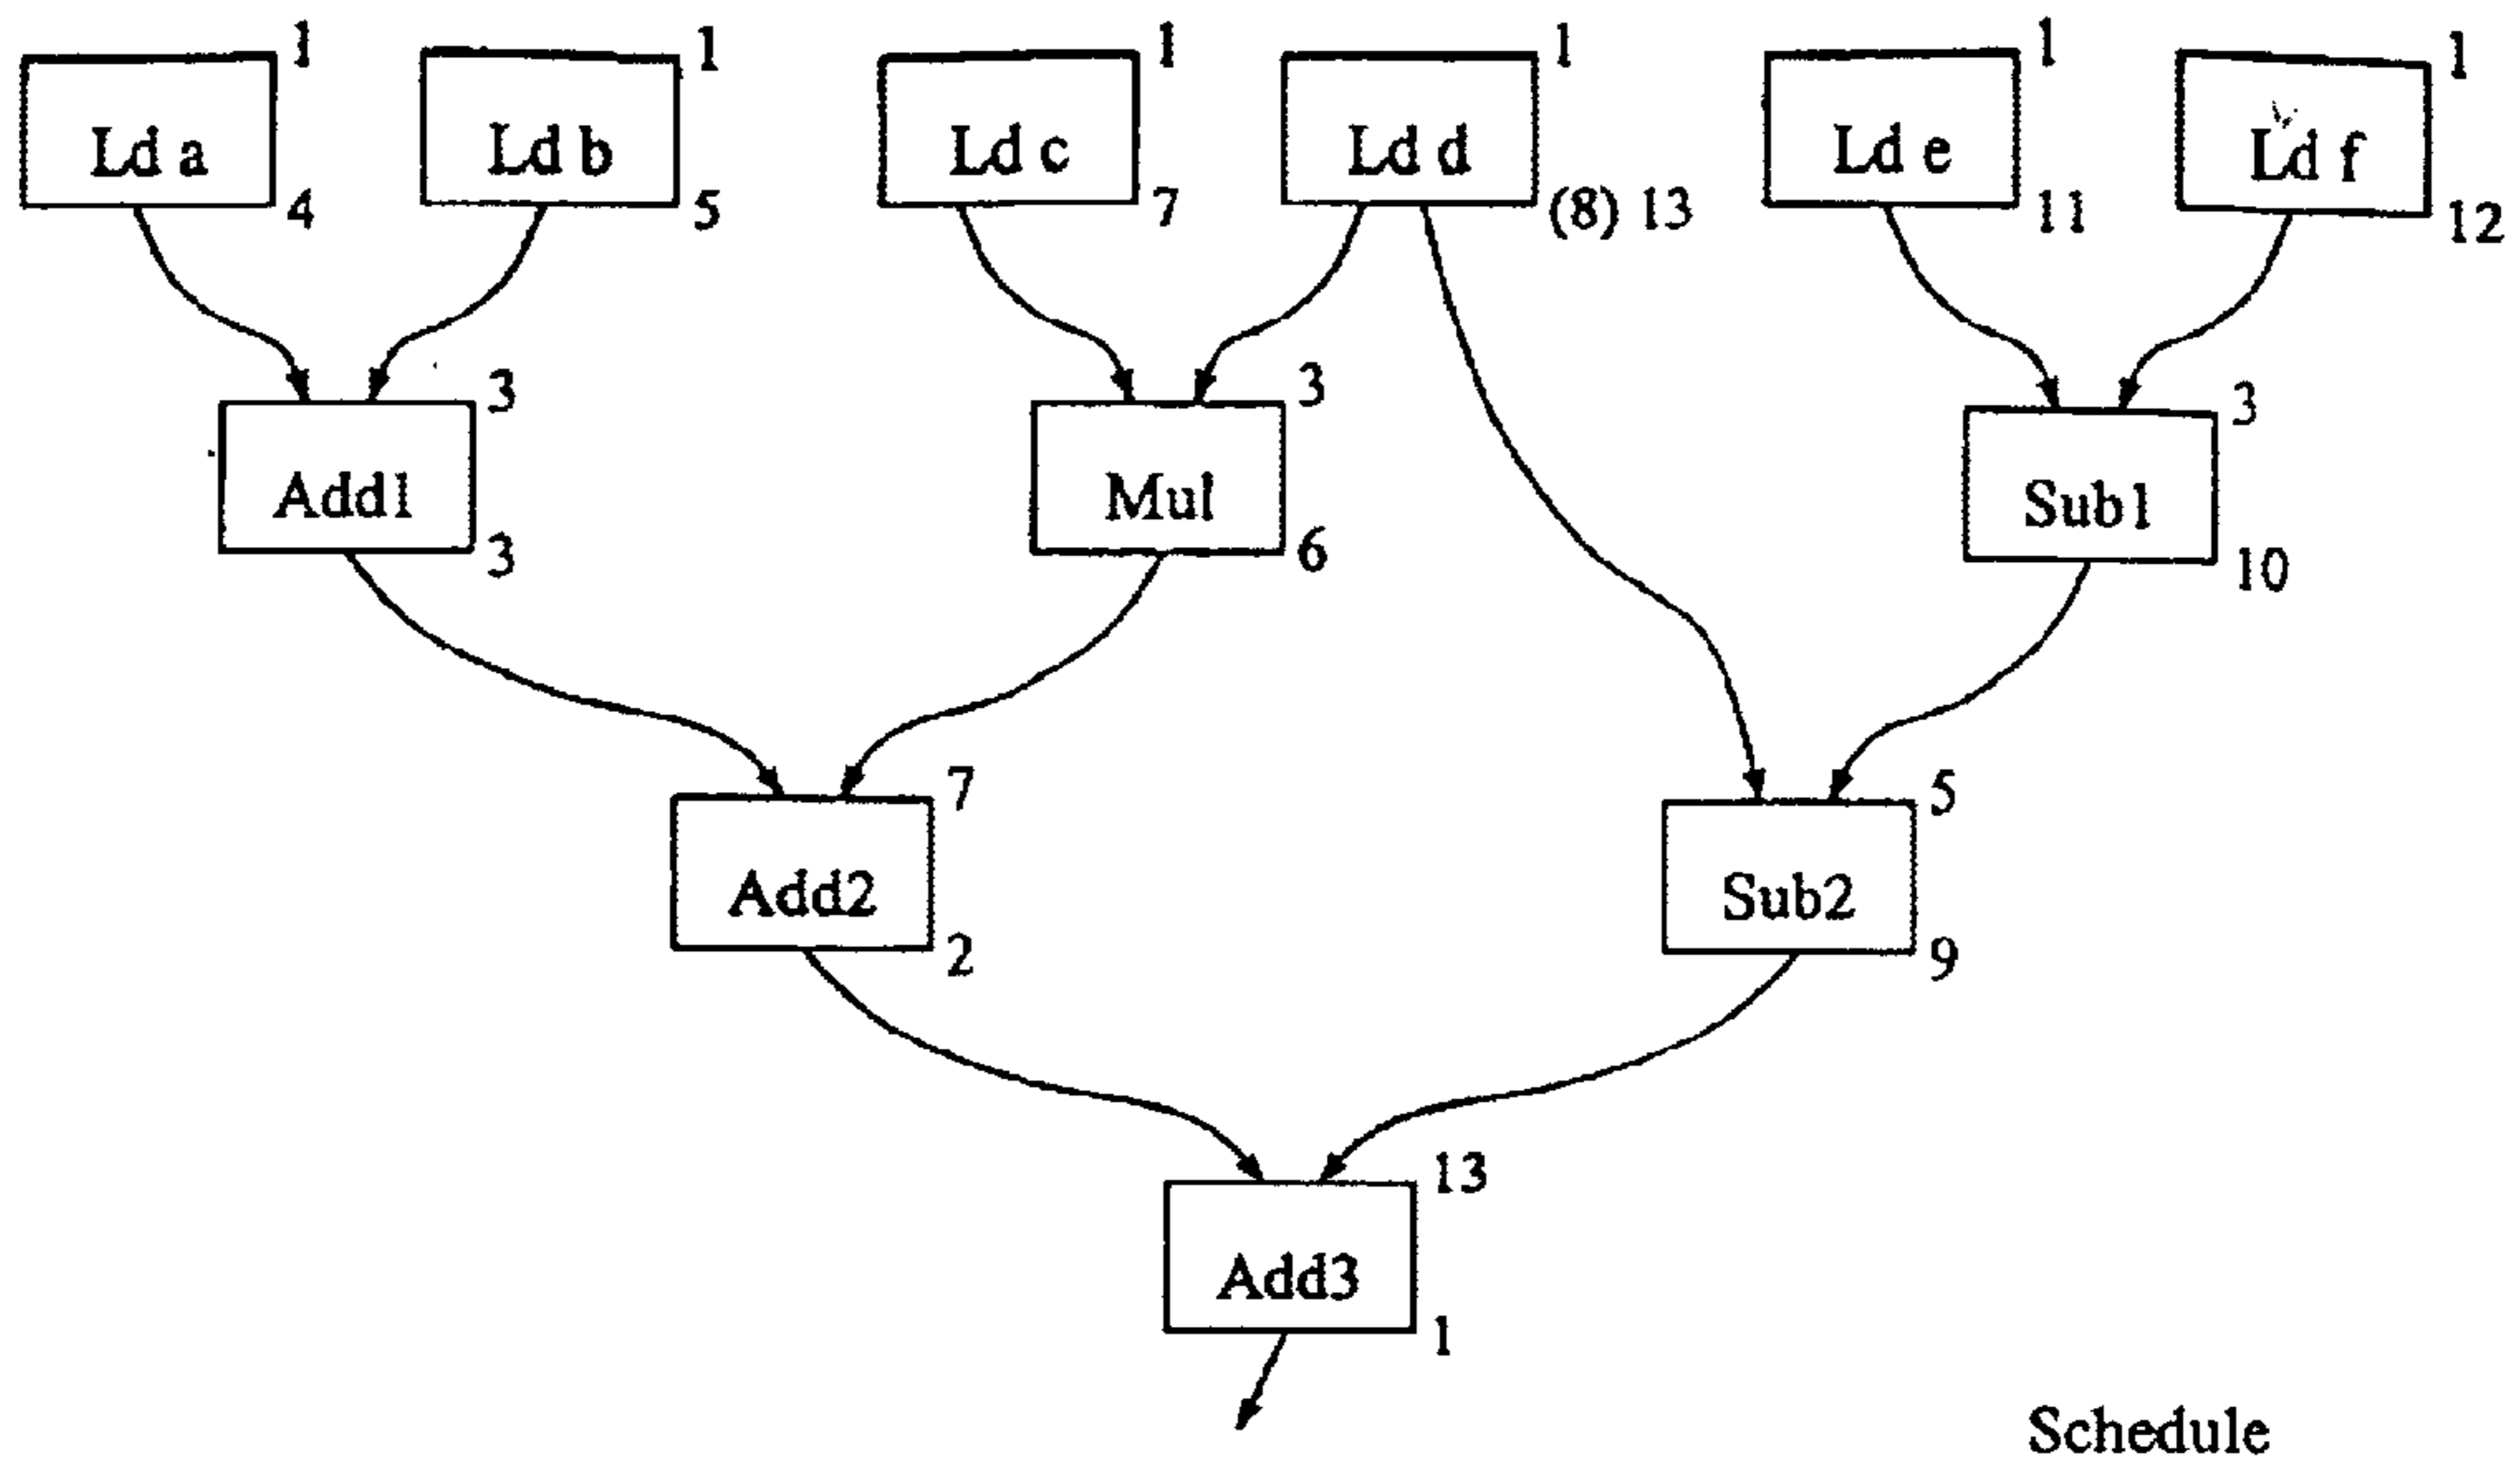 1 1 1 1 1 1
Ld a Ld b Ld c Ld d Ld e Ld f
4 5 7 (8) 13 11 12
3 3 3
Add1 Mul Sub1
3 6 10
7 5
Add2 Sub2
2 9
13
Add3
1
Schedule